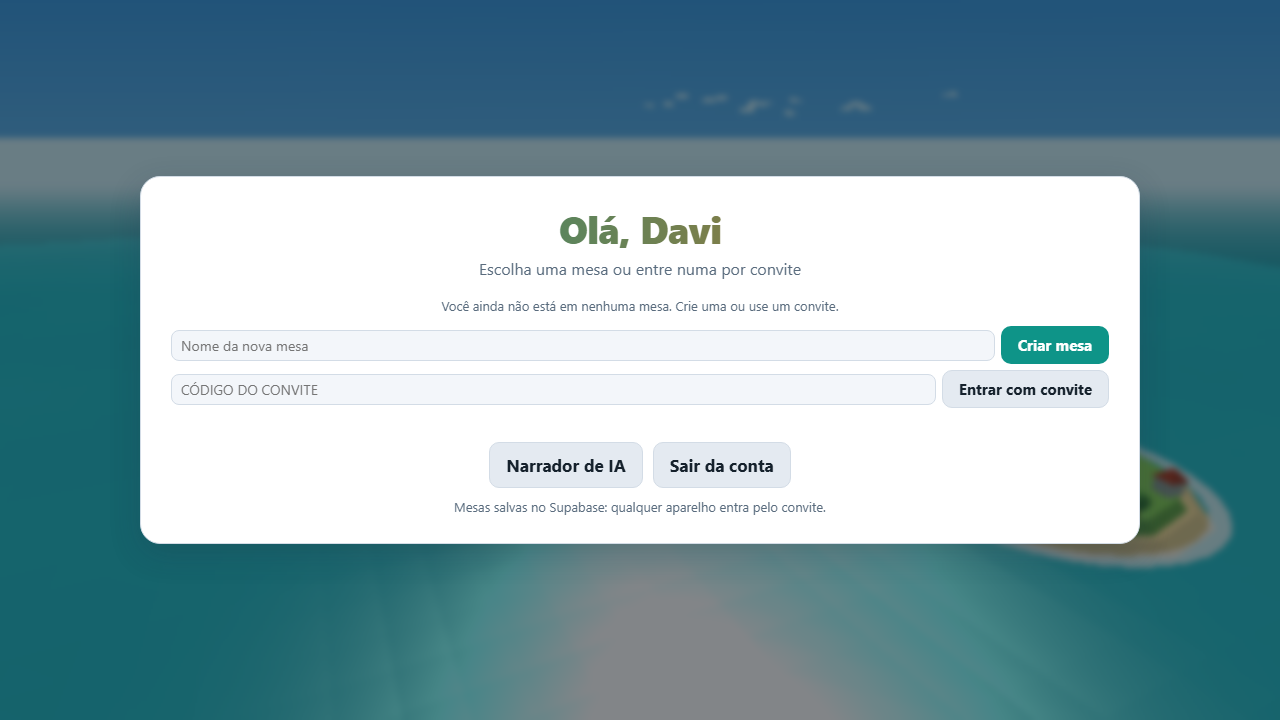 Olá, Davi
Escolha uma mesa ou entre numa por convite
Você ainda não está em nenhuma mesa. Crie uma ou use um convite.
Nome da nova mesa
Criar mesa
CÓDIGO DO CONVITE
Entrar com convite
Narrador de IA
Sair da conta
Mesas salvas no Supabase: qualquer aparelho entra pelo convite.